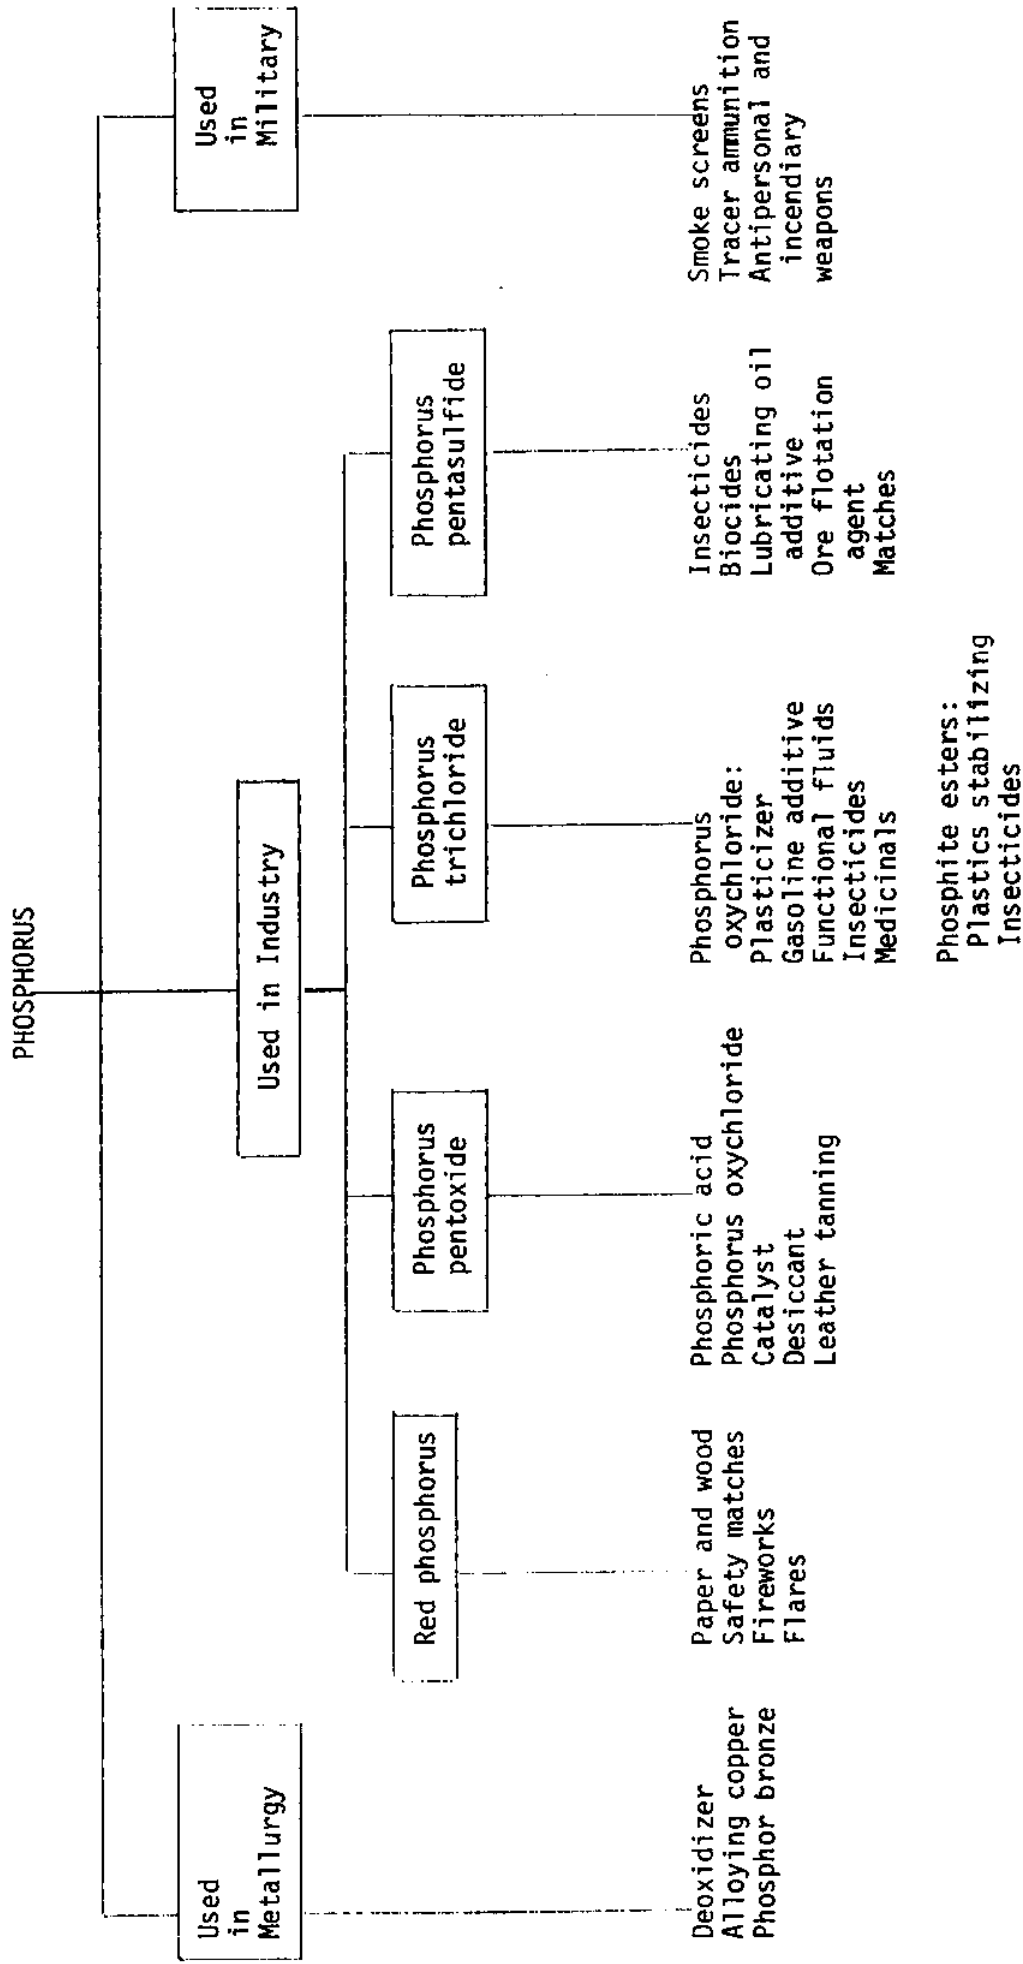 PHOSPHORUS
Used
in
Metallurgy
Used in Industry
Used
in
Military
Red phosphorus
Phosphorus
pentoxide
Phosphorus
trichloride
Phosphorus
pentasulfide
Deoxidizer
Alloying copper
Phosphor bronze
Paper and wood
Safety matches
Fireworks
Flares
Phosphoric acid
Phosphorus oxychloride
Catalyst
Desiccant
Leather tanning
Phosphorus
oxychloride:
Plasticizer
Gasoline additive
Functional fluids
Insecticides
Medicinals
Phosphite esters:
Plastics stabilizing
Insecticides
Insecticides
Biocides
Lubricating oil
additive
Ore flotation
agent
Matches
Smoke screens
Tracer ammunition
Antipersonal and
incendiary
weapons